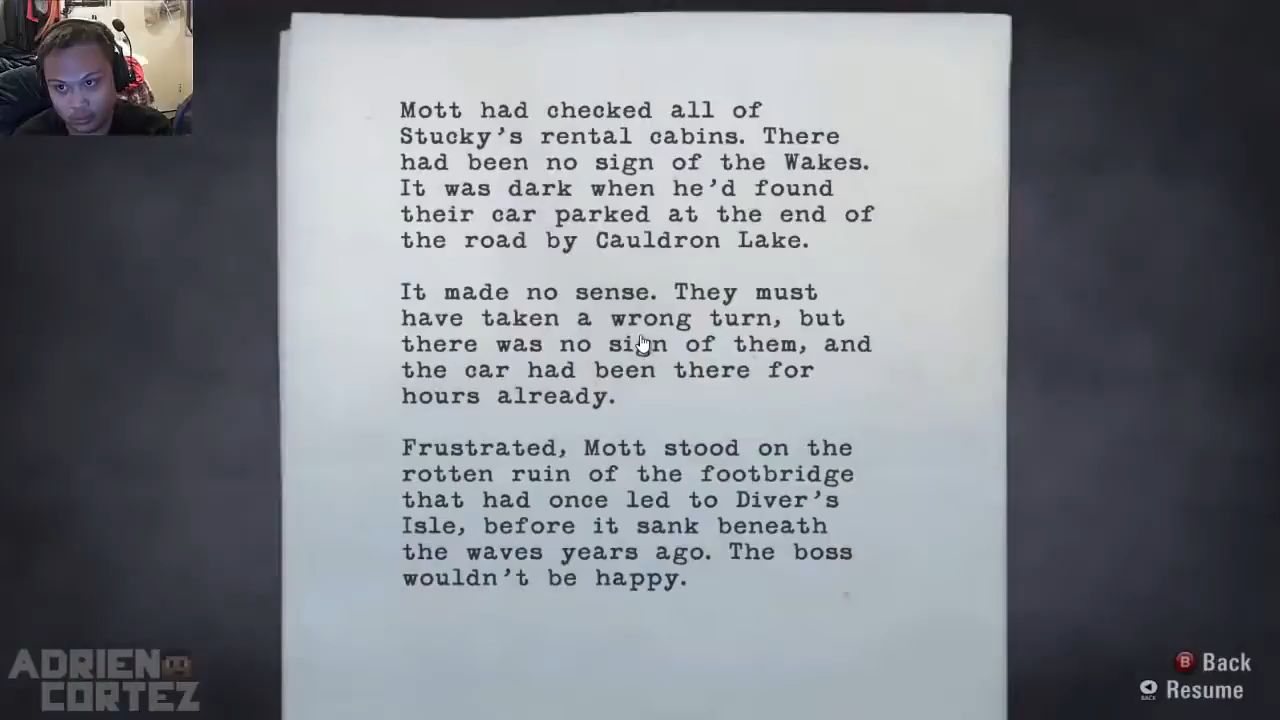 Mott had checked all of
Stucky's rental cabins. There
had been no sign of the Wakes.
It was dark when he'd found
their car parked at the end of
the road by Cauldron Lake.
It made no sense. They must
have taken a wrong turn, but
there was no sign of them, and
the car had been there for
hours already.
Frustrated, Mott stood on the
rotten ruin of the footbridge
that had once led to Diver's
Isle, before it sank beneath
the waves years ago. The boss
wouldn't be happy.
ADRIEN
CORTEZ
B Back
BACK Resume